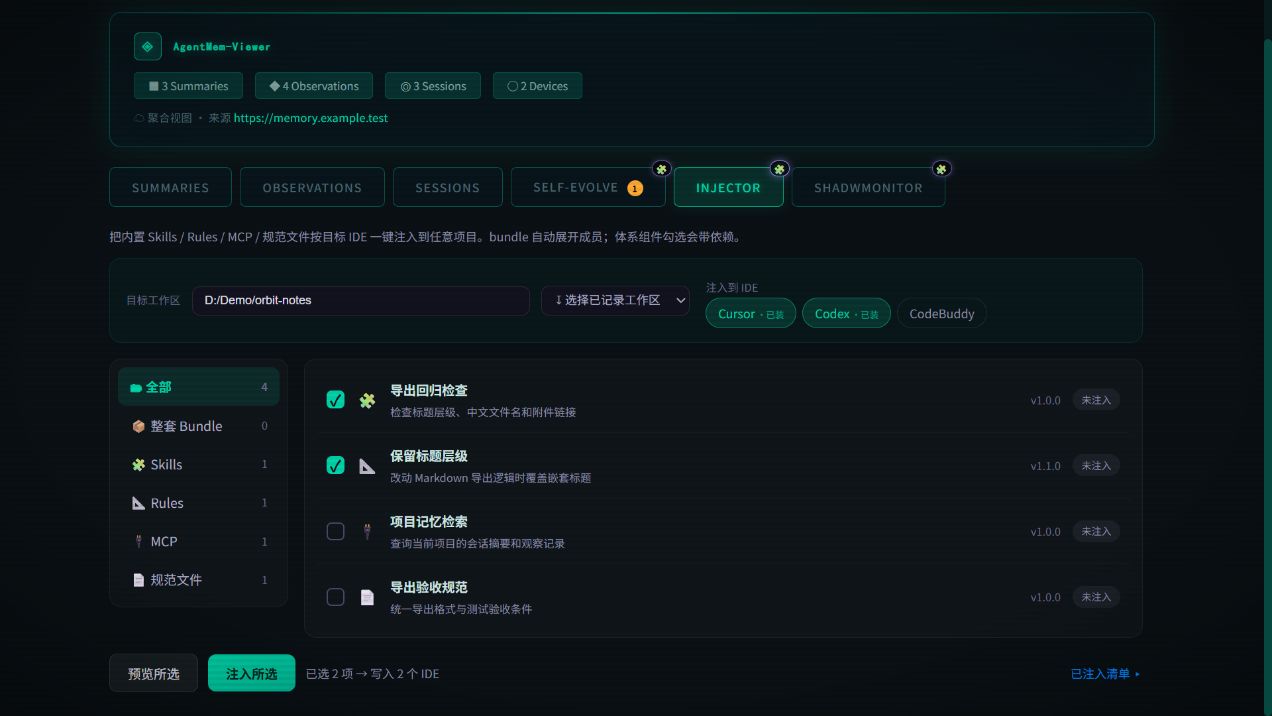 AgentMem-Viewer
3 Summaries
4 Observations
3 Sessions
2 Devices
聚合视图 · 来源 https://memory.example.test
SUMMARIES
OBSERVATIONS
SESSIONS
SELF-EVOLVE 1
INJECTOR
SHADWMONITOR
把内置 Skills / Rules / MCP / 规范文件按目标 IDE 一键注入到任意项目。bundle 自动展开成员；体系组件勾选会带依赖。
目标工作区
D:/Demo/orbit-notes
↧ 选择已记录工作区
注入到 IDE
Cursor · 已装
Codex · 已装
CodeBuddy
全部 4
整套 Bundle 0
Skills 1
Rules 1
MCP 1
规范文件 1
导出回归检查
检查标题层级、中文文件名和附件链接
v1.0.0 未注入
保留标题层级
改动 Markdown 导出逻辑时覆盖嵌套标题
v1.1.0 未注入
项目记忆检索
查询当前项目的会话摘要和观察记录
v1.0.0 未注入
导出验收规范
统一导出格式与测试验收条件
v1.0.0 未注入
预览所选
注入所选
已选 2 项 → 写入 2 个 IDE
已注入清单 ▸